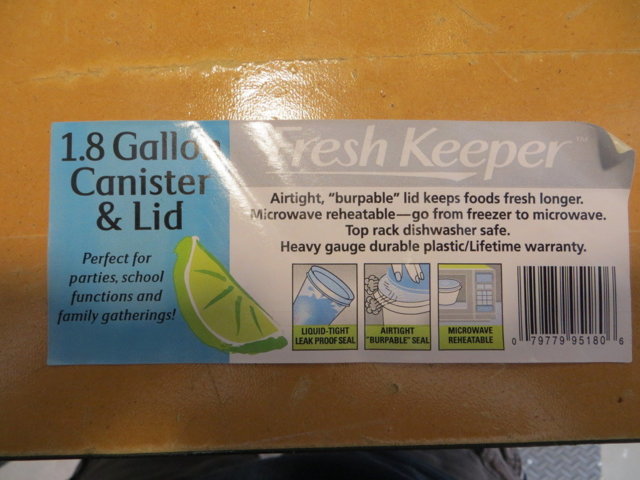 1.8 Gallon
Canister
& Lid
Perfect for
parties, school
functions and
family gatherings!
Fresh Keeper™
Airtight, "burpable" lid keeps foods fresh longer.
Microwave reheatable—go from freezer to microwave.
Top rack dishwasher safe.
Heavy gauge durable plastic/Lifetime warranty.
LIQUID-TIGHT
LEAK PROOF SEAL
AIRTIGHT
"BURPABLE" SEAL
MICROWAVE
REHEATABLE
0 79779 95180 6